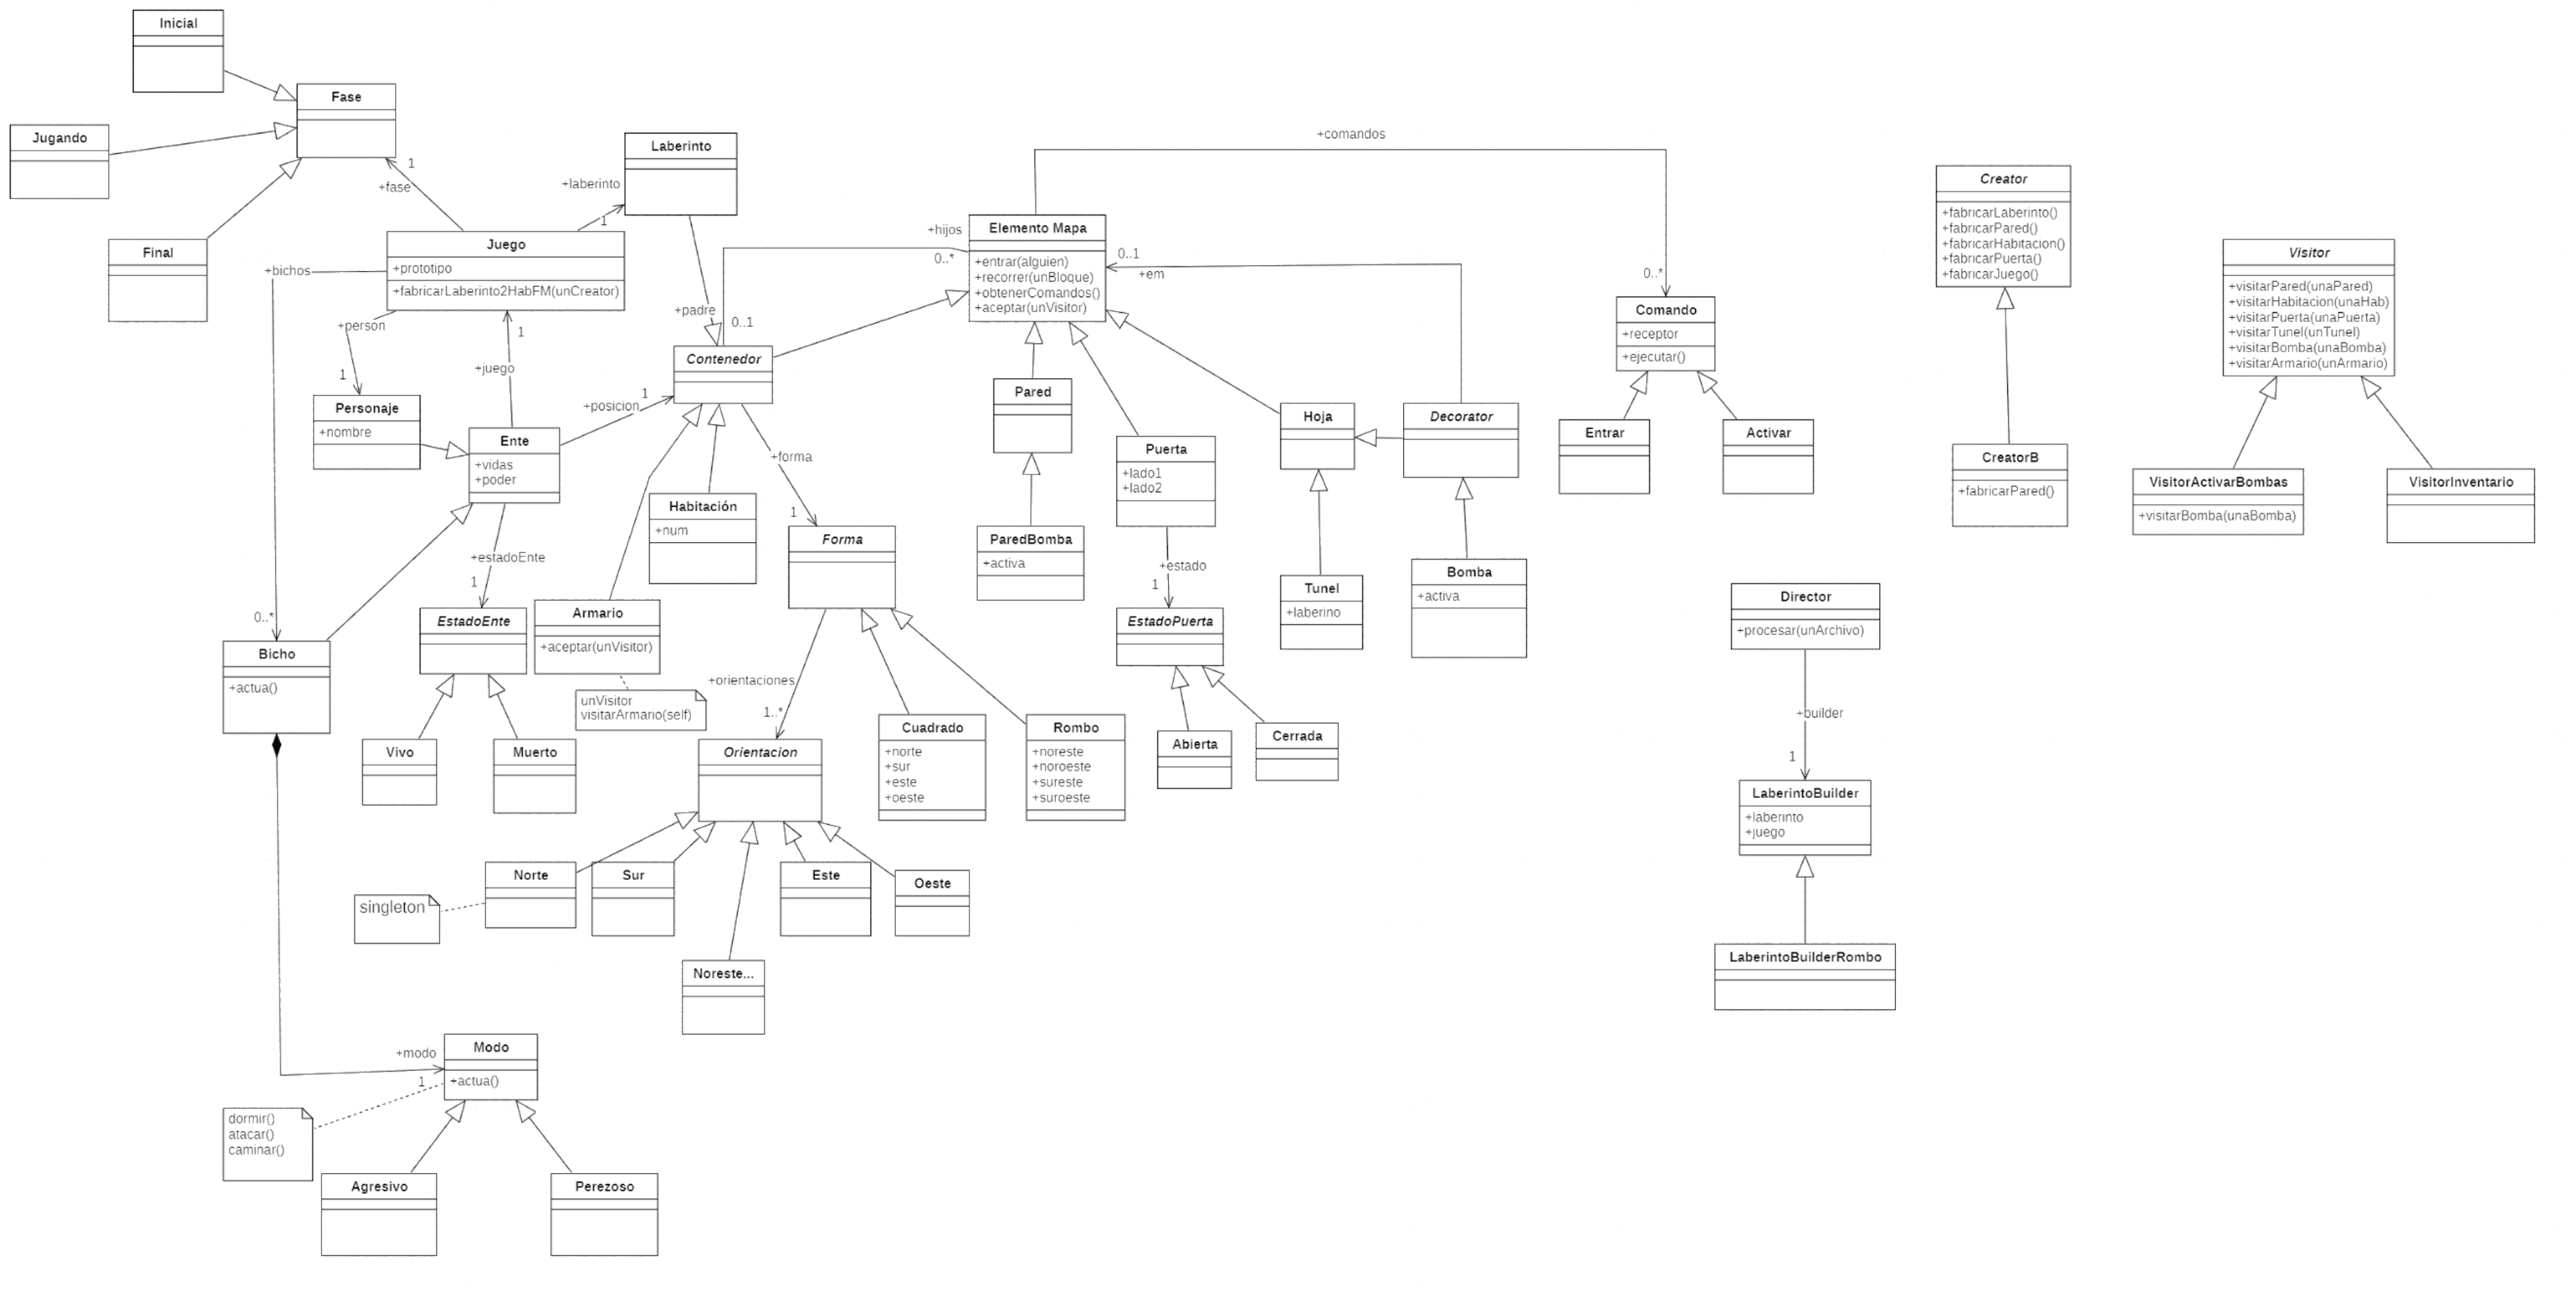 Inicial
Fase
Jugando
Final
+fase
1
Laberinto
+laberinto
1
Juego
+prototipo
+fabricarLaberinto2HabFM(unCreator)
+bichos
0..*
+person
1
+juego
1
Personaje
+nombre
Ente
+vidas
+poder
+posicion
1
+padre
0..1
Contenedor
+hijos
0..*
Elemento Mapa
+entrar(alguien)
+recorrer(unBloque)
+obtenerComandos()
+aceptar(unVisitor)
+comandos
0..*
0..1
+em
Comando
+receptor
+ejecutar()
Entrar
Activar
Creator
+fabricarLaberinto()
+fabricarPared()
+fabricarHabitacion()
+fabricarPuerta()
+fabricarJuego()
CreatorB
+fabricarPared()
Visitor
+visitarPared(unaPared)
+visitarHabitacion(unaHab)
+visitarPuerta(unaPuerta)
+visitarTunel(unTunel)
+visitarBomba(unaBomba)
+visitarArmario(unArmario)
VisitorActivarBombas
+visitarBomba(unaBomba)
VisitorInventario
Pared
ParedBomba
+activa
Puerta
+lado1
+lado2
+estado
1
EstadoPuerta
Abierta
Cerrada
Hoja
Tunel
+laberino
Decorator
Bomba
+activa
Habitación
+num
+forma
1
Forma
Armario
+aceptar(unVisitor)
unVisitor
visitarArmario(self)
+estadoEnte
1
EstadoEnte
Vivo
Muerto
Bicho
+actua()
+orientaciones
1..*
Orientacion
Cuadrado
+norte
+sur
+este
+oeste
Rombo
+noreste
+noroeste
+sureste
+suroeste
Norte
Sur
Este
Oeste
singleton
Noreste...
Director
+procesar(unArchivo)
+builder
1
LaberintoBuilder
+laberinto
+juego
LaberintoBuilderRombo
+modo
1
Modo
+actua()
dormir()
atacar()
caminar()
Agresivo
Perezoso